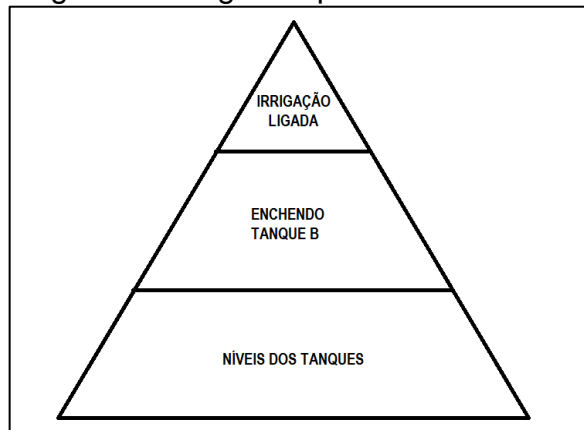 IRRIGAÇÃO
LIGADA
ENCHENDO
TANQUE B
NÍVEIS DOS TANQUES